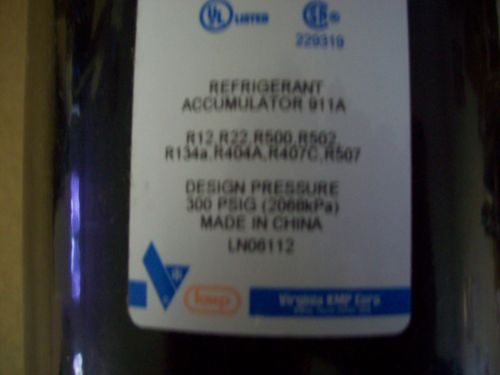 UL LISTED
229319
REFRIGERANT
ACCUMULATOR 911A
R12,R22,R500,R502,
R134a,R404A,R407C,R507
DESIGN PRESSURE
300 PSIG (2068kPa)
MADE IN CHINA
LN06112
kmp
Virginia KMP Corp.